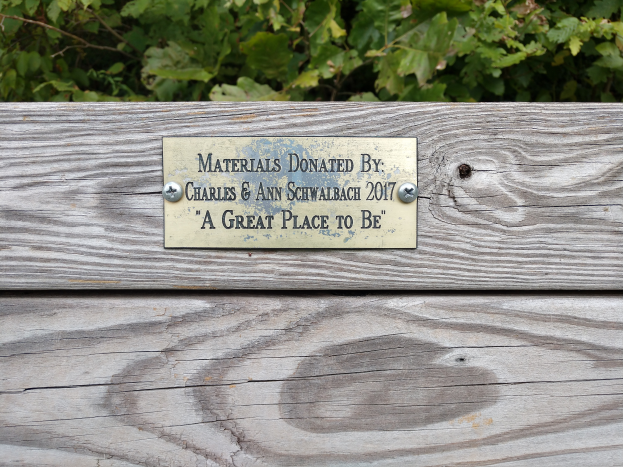 Materials Donated By:
Charles & Ann Schwalbach 2017
"A Great Place to Be"